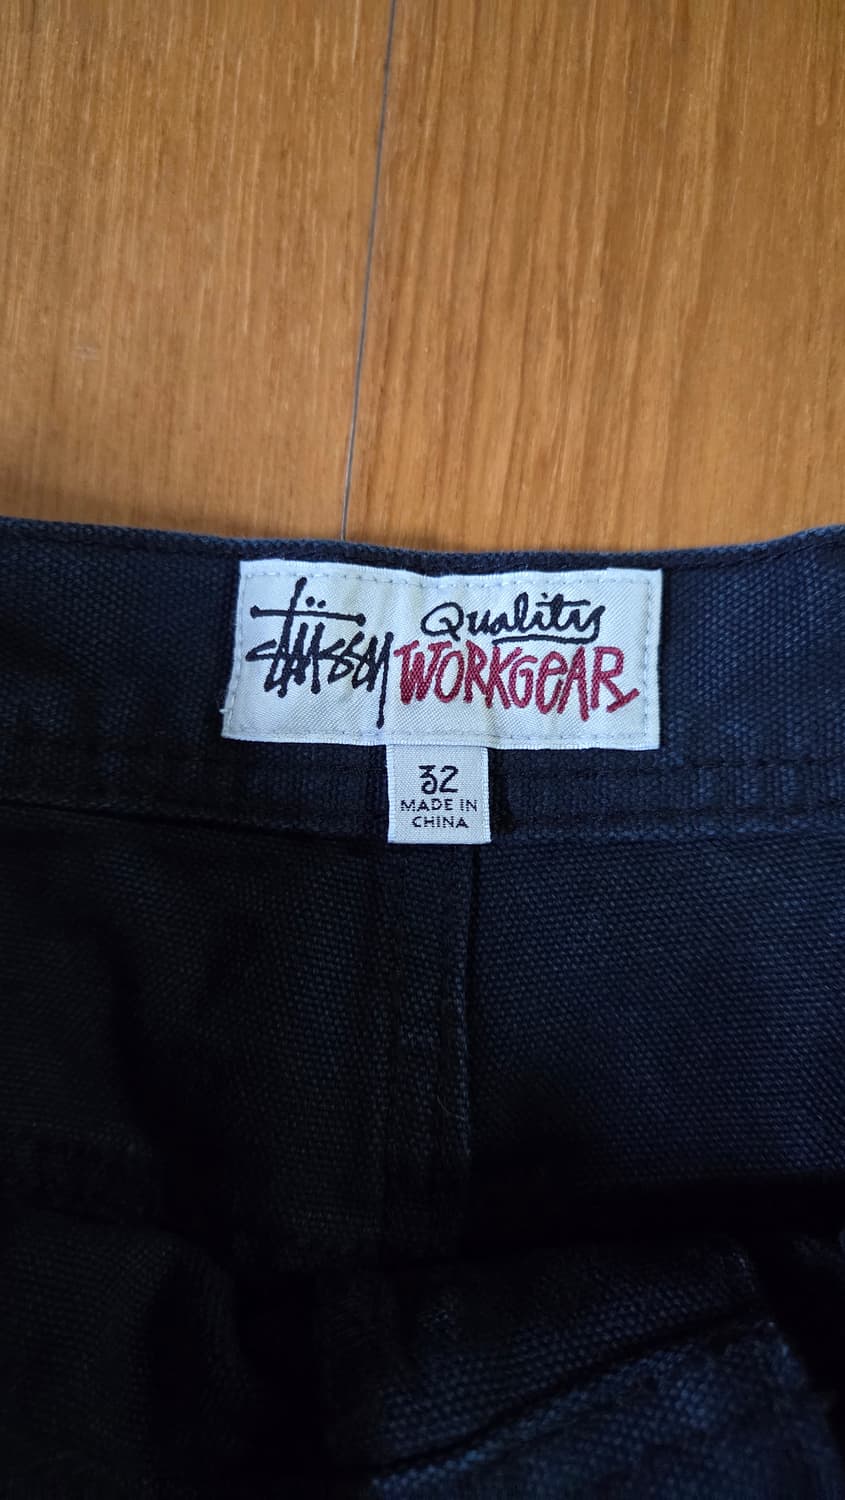 Stüssy Quality
WORKGEAR
32
MADE IN
CHINA